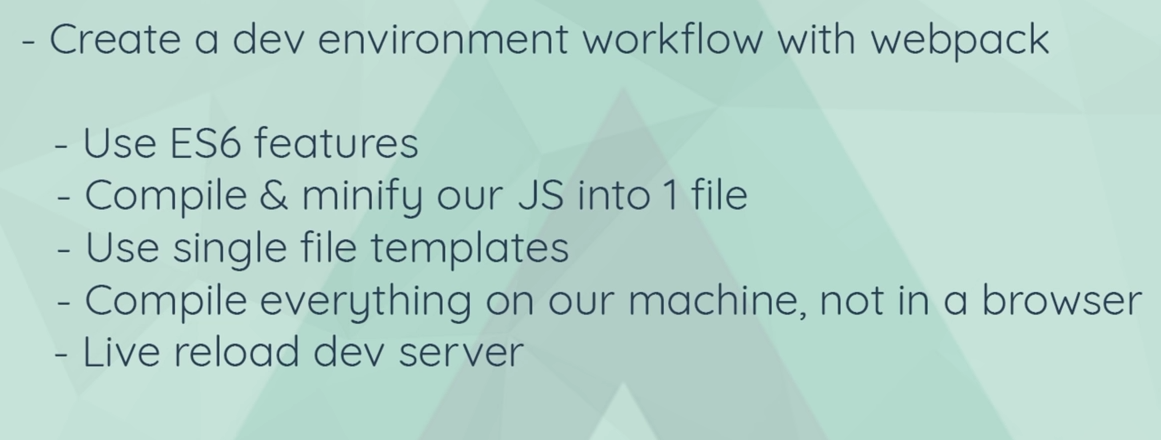 - Create a dev environment workflow with webpack
- Use ES6 features
- Compile & minify our JS into 1 file
- Use single file templates
- Compile everything on our machine, not in a browser
- Live reload dev server